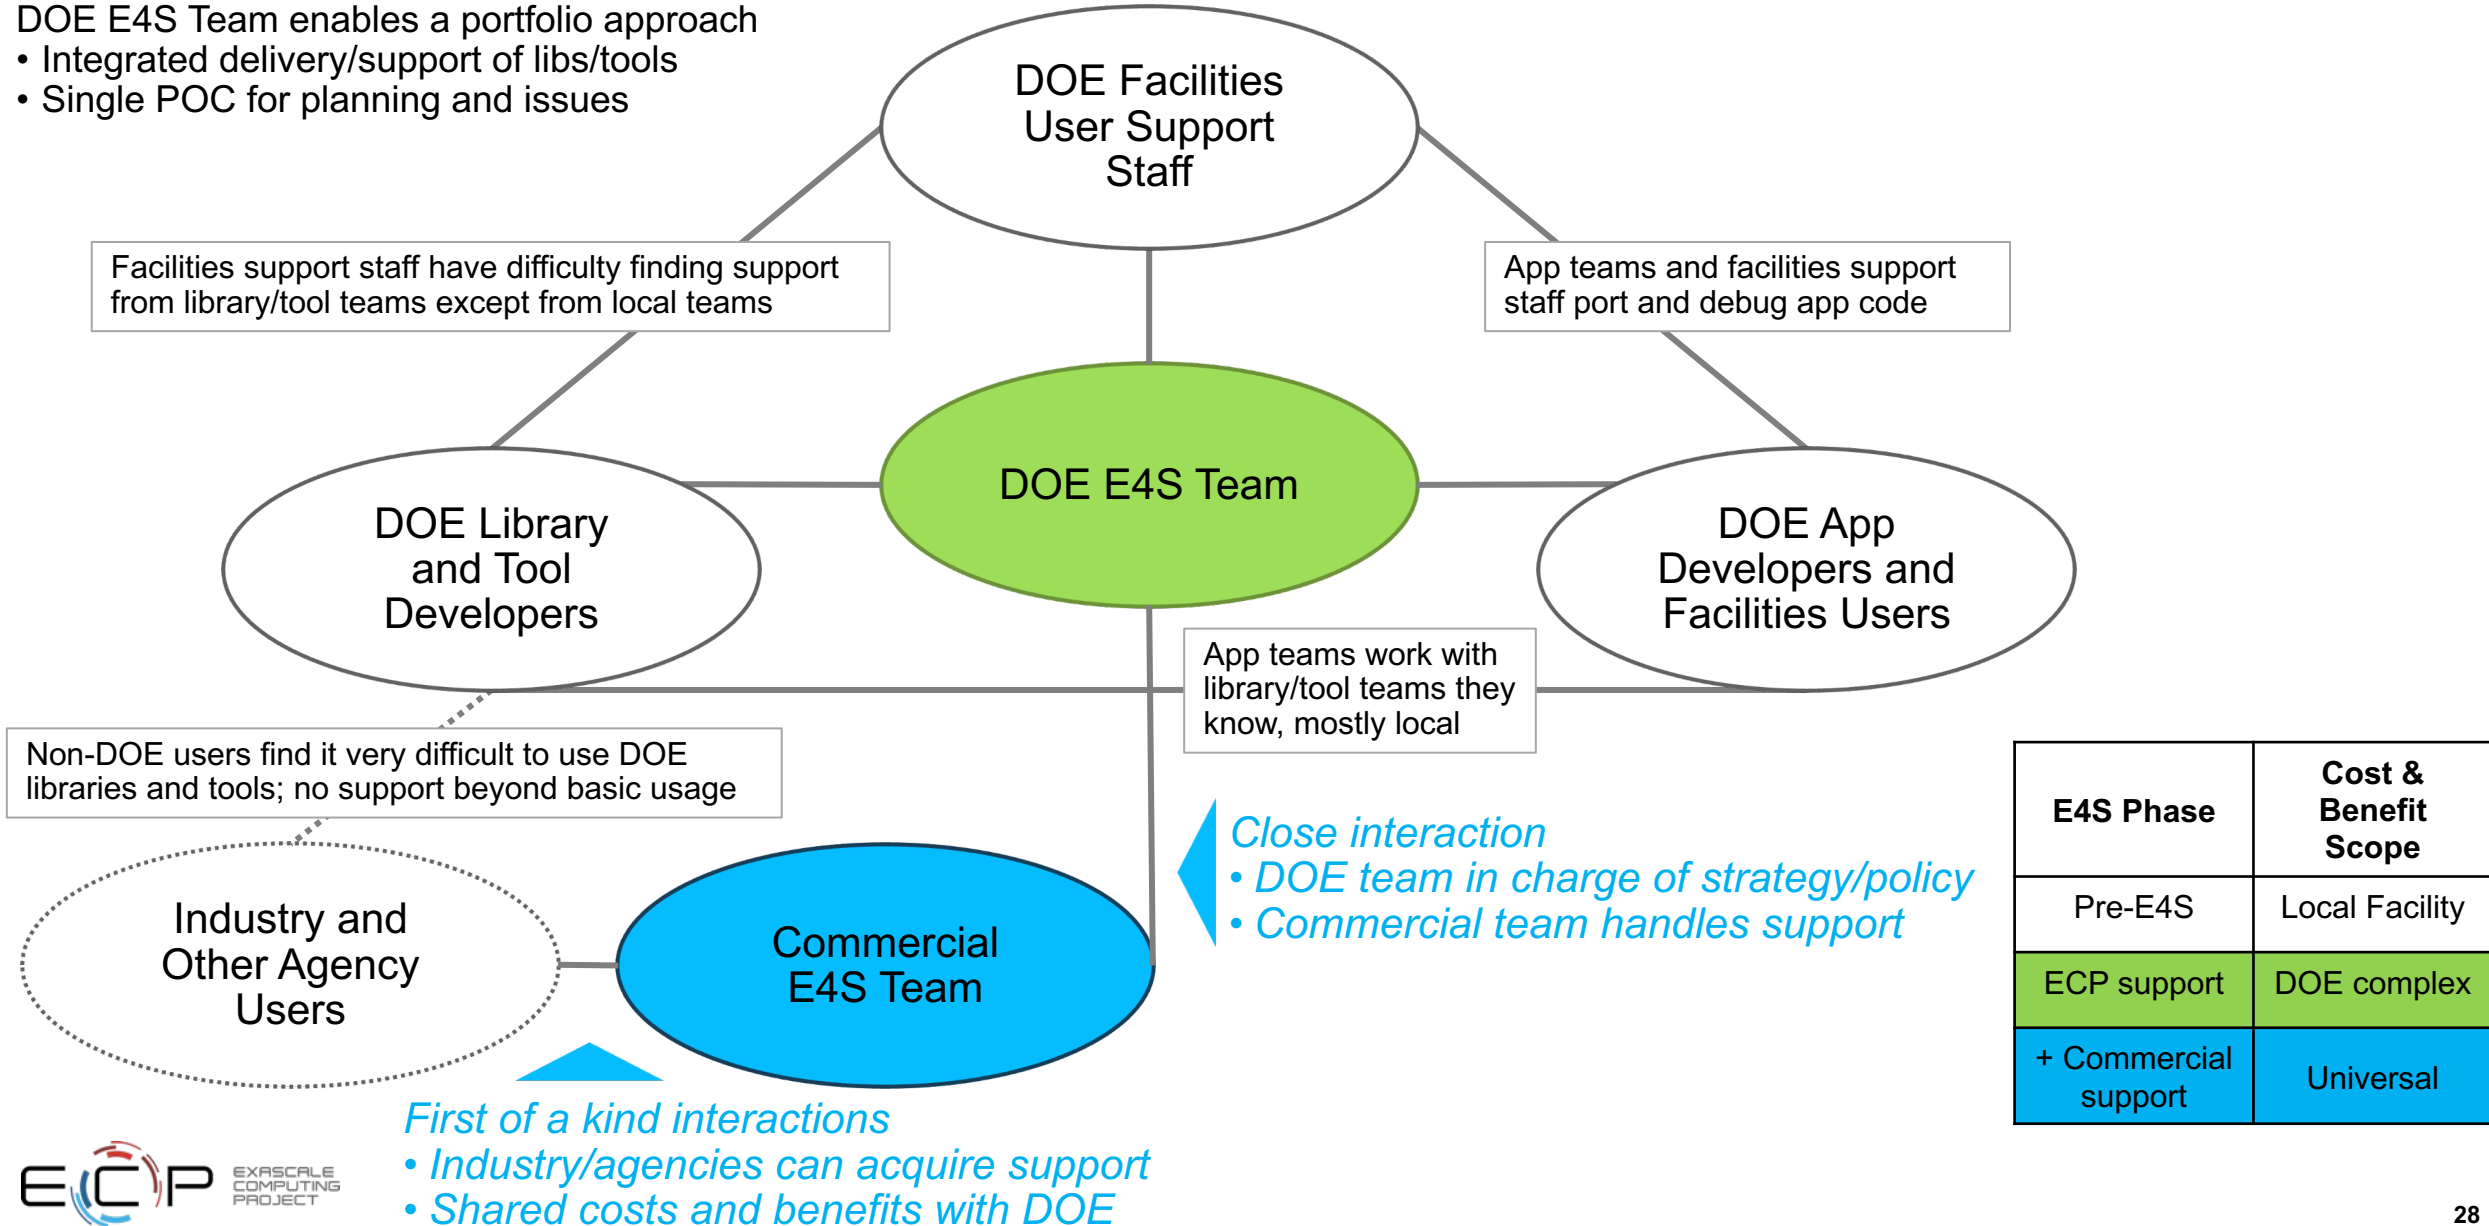 DOE E4S Team enables a portfolio approach
• Integrated delivery/support of libs/tools
• Single POC for planning and issues
DOE Facilities
User Support
Staff
Facilities support staff have difficulty finding support
from library/tool teams except from local teams
App teams and facilities support
staff port and debug app code
DOE E4S Team
DOE Library
and Tool
Developers
DOE App
Developers and
Facilities Users
App teams work with
library/tool teams they
know, mostly local
Non-DOE users find it very difficult to use DOE
libraries and tools; no support beyond basic usage
Close interaction
• DOE team in charge of strategy/policy
• Commercial team handles support
Industry and
Other Agency
Users
Commercial
E4S Team
First of a kind interactions
• Industry/agencies can acquire support
• Shared costs and benefits with DOE
E4S Phase
Cost &
Benefit
Scope
Pre-E4S
Local Facility
ECP support
DOE complex
+ Commercial
support
Universal
ECP
EXASCALE
COMPUTING
PROJECT
28